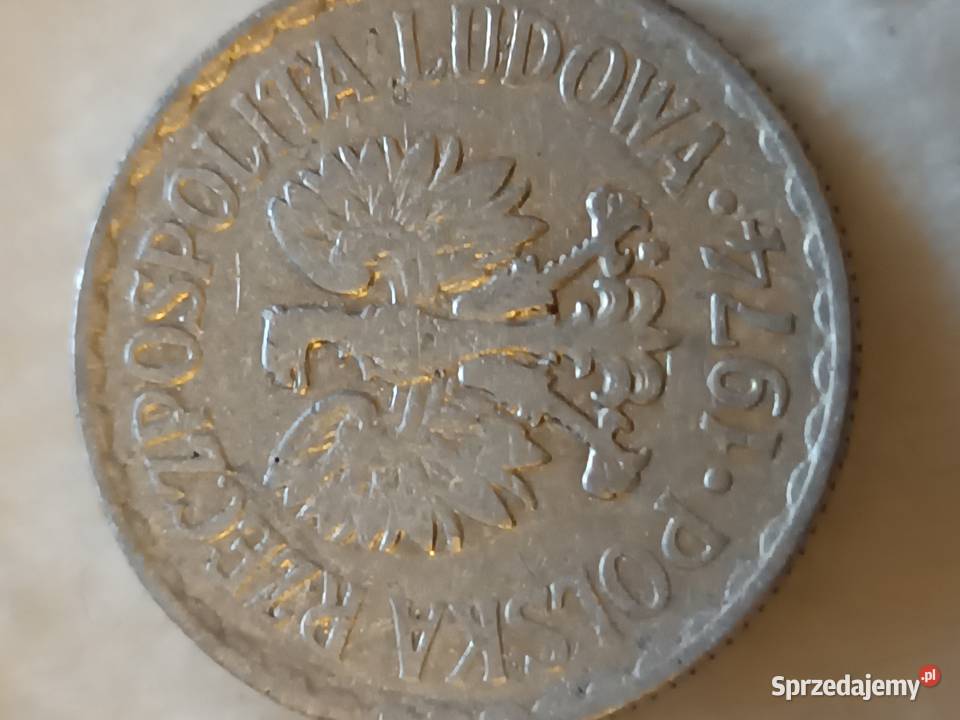 POLSKA RZECZPOSPOLITA LUDOWA
· 1974 ·
Sprzedajemy.pl